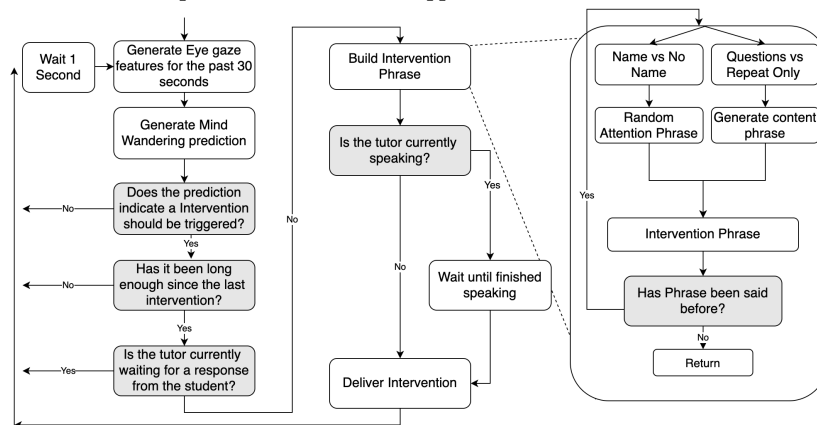 Wait 1
Second
Generate Eye gaze
features for the past 30
seconds
Generate Mind
Wandering prediction
Does the prediction
indicate a Intervention
should be triggered?
No
Yes
Has it been long
enough since the last
intervention?
No
Yes
Is the tutor currently
waiting for a response
from the student?
Yes
No
Build Intervention
Phrase
Is the tutor currently
speaking?
Yes
No
Wait until finished
speaking
Deliver Intervention
Name vs No
Name
Questions vs
Repeat Only
Random
Attention Phrase
Generate content
phrase
Yes
Intervention Phrase
Has Phrase been said
before?
No
Return